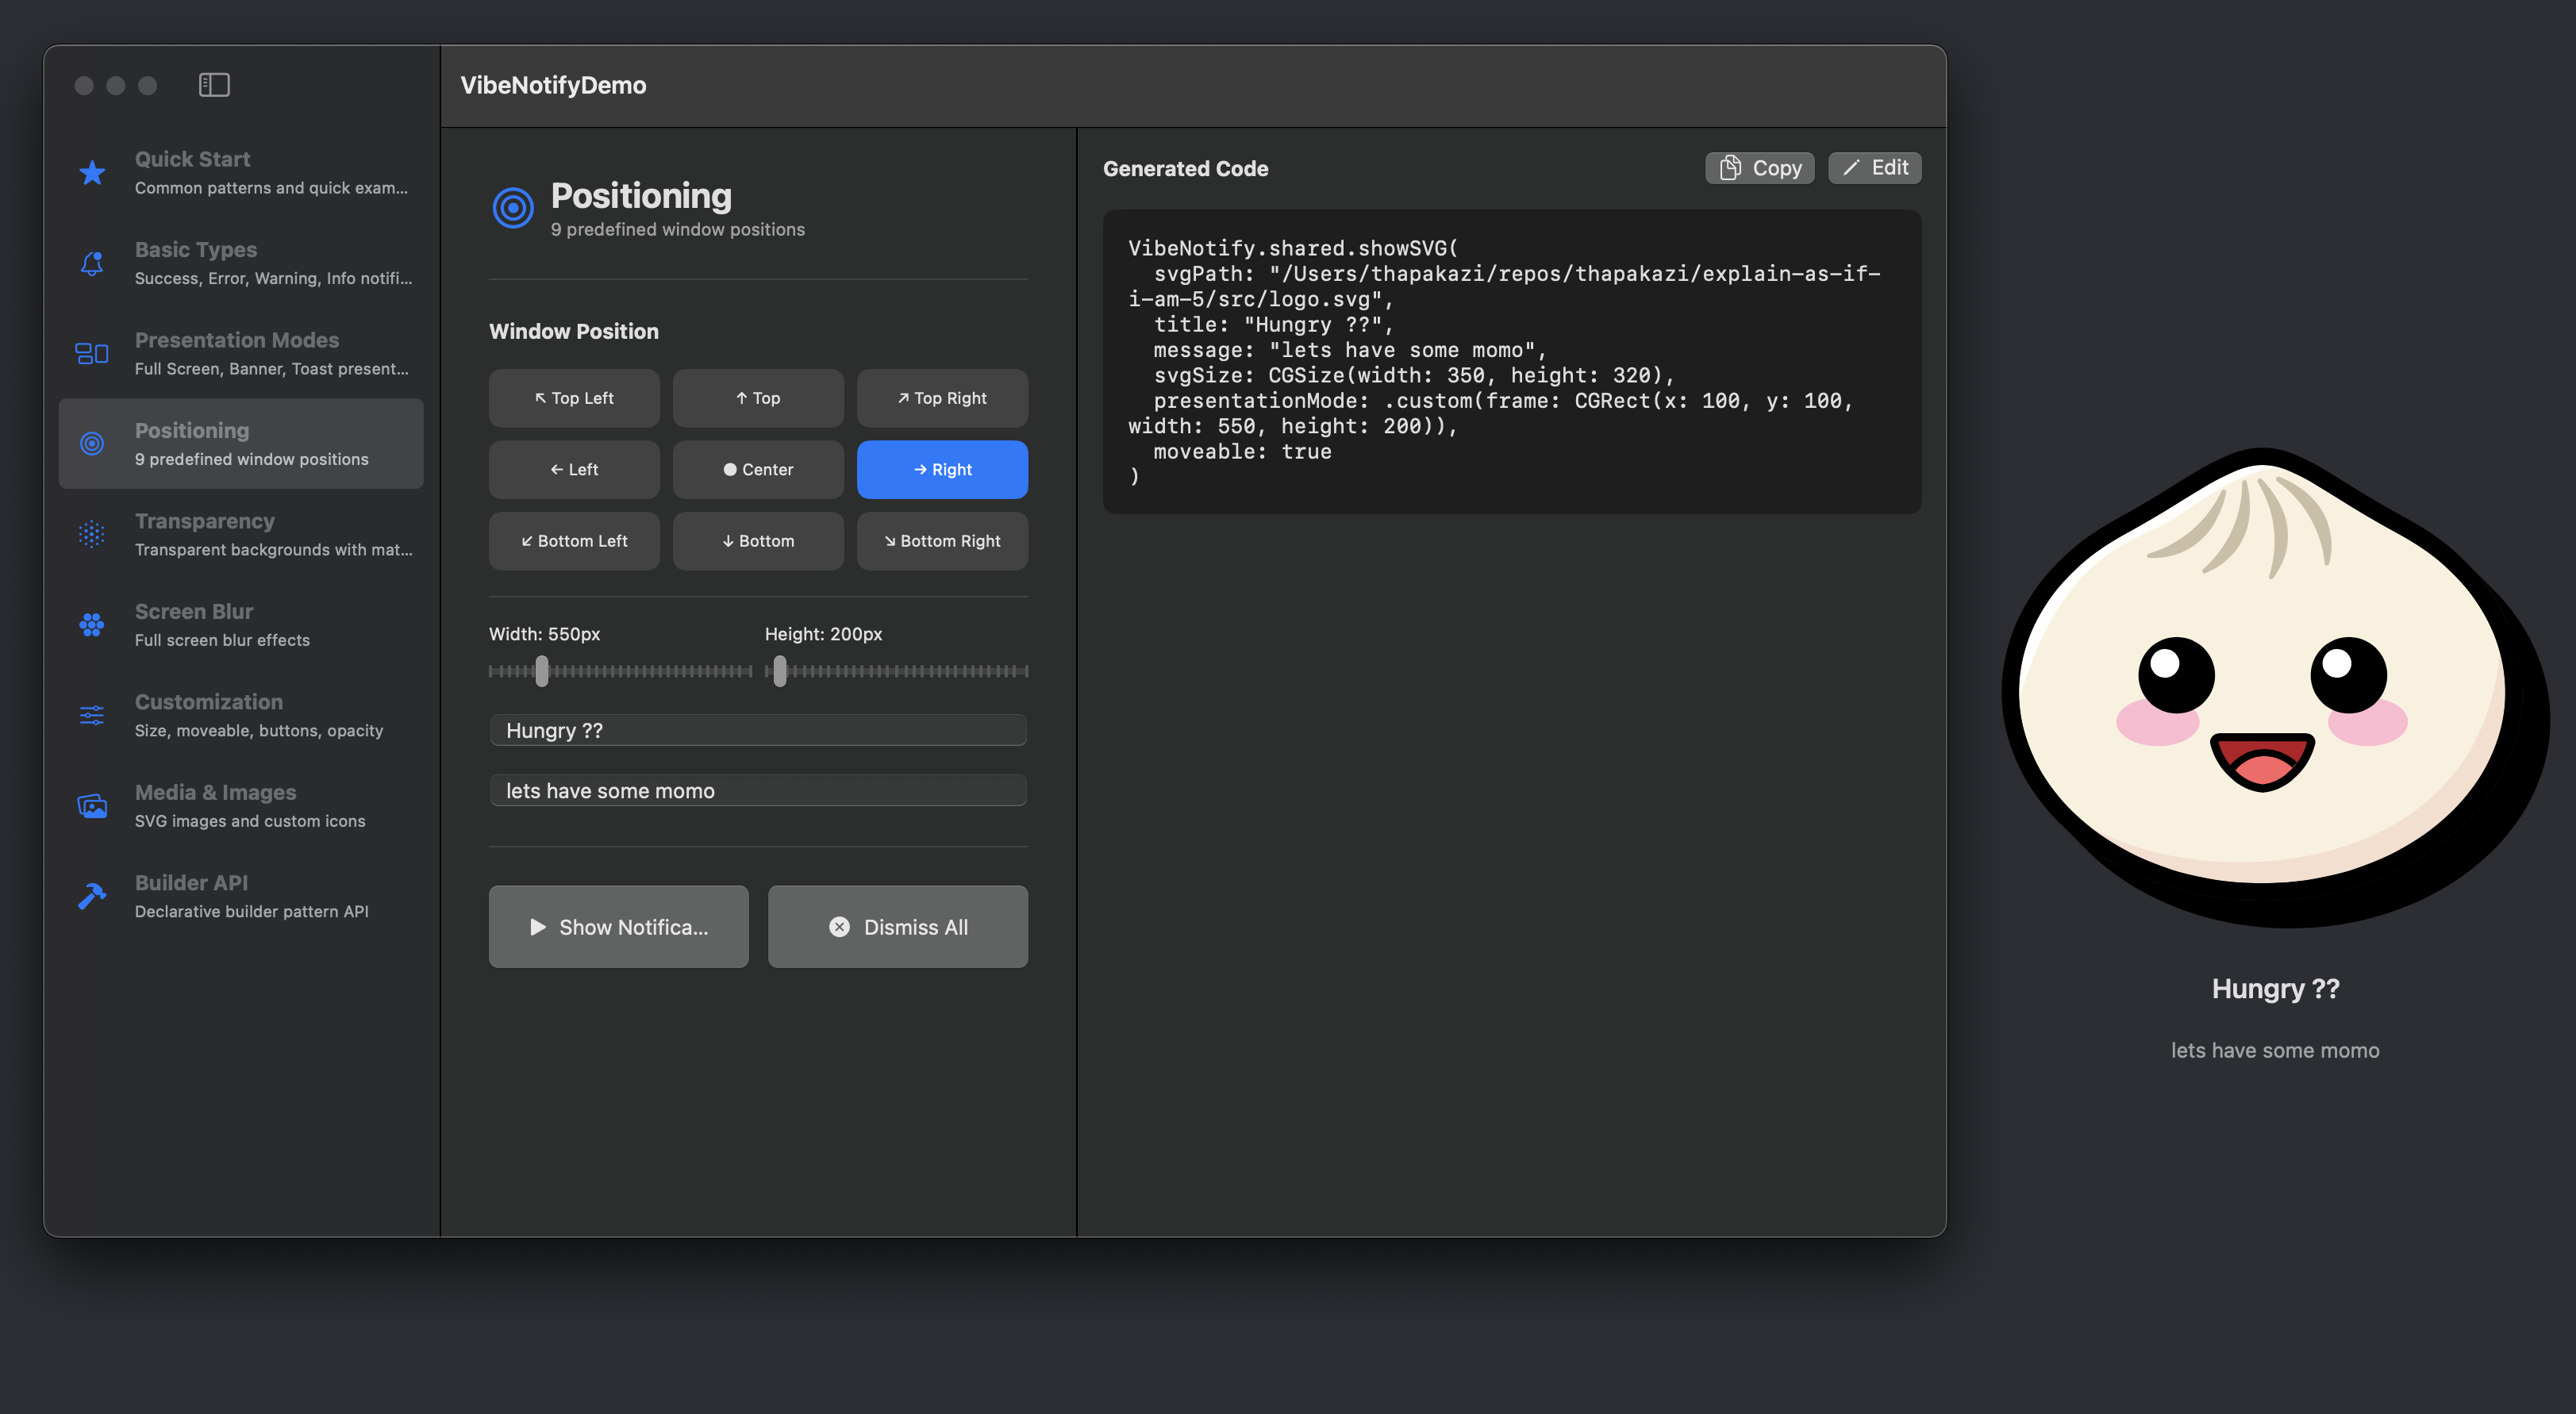 VibeNotifyDemo
Quick Start
Common patterns and quick exam...
Basic Types
Success, Error, Warning, Info notifi...
Presentation Modes
Full Screen, Banner, Toast present...
Positioning
9 predefined window positions
Transparency
Transparent backgrounds with mat...
Screen Blur
Full screen blur effects
Customization
Size, moveable, buttons, opacity
Media & Images
SVG images and custom icons
Builder API
Declarative builder pattern API
Positioning
9 predefined window positions
Window Position
↖ Top Left
↑ Top
↗ Top Right
← Left
● Center
→ Right
↙ Bottom Left
↓ Bottom
↘ Bottom Right
Width: 550px
Height: 200px
Hungry ??
lets have some momo
Show Notifica...
Dismiss All
Generated Code
Copy
Edit
VibeNotify.shared.showSVG(
  svgPath: "/Users/thapakazi/repos/thapakazi/explain-as-if-
i-am-5/src/logo.svg",
  title: "Hungry ??",
  message: "lets have some momo",
  svgSize: CGSize(width: 350, height: 320),
  presentationMode: .custom(frame: CGRect(x: 100, y: 100,
width: 550, height: 200)),
  moveable: true
)
Hungry ??
lets have some momo